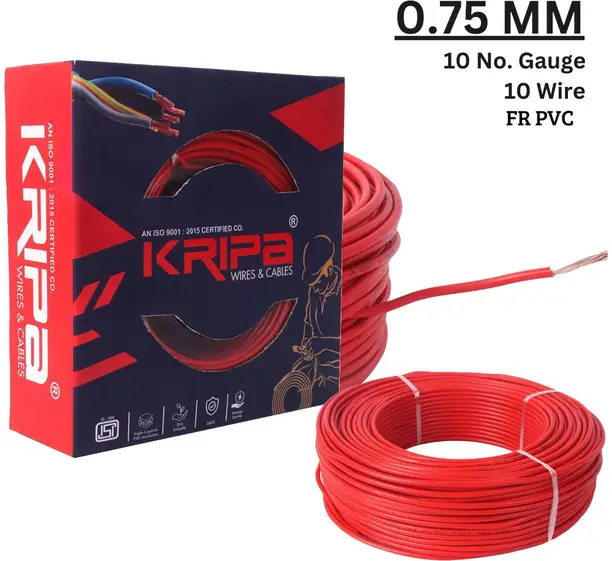 0.75 MM
10 No. Gauge
10 Wire
FR PVC
AN ISO 9001 : 2015 CERTIFIED CO.
KRIPA®
WIRES & CABLES
AN ISO 9001 : 2015 CERTIFIED CO.
KRIPA®
WIRES & CABLES
ISI